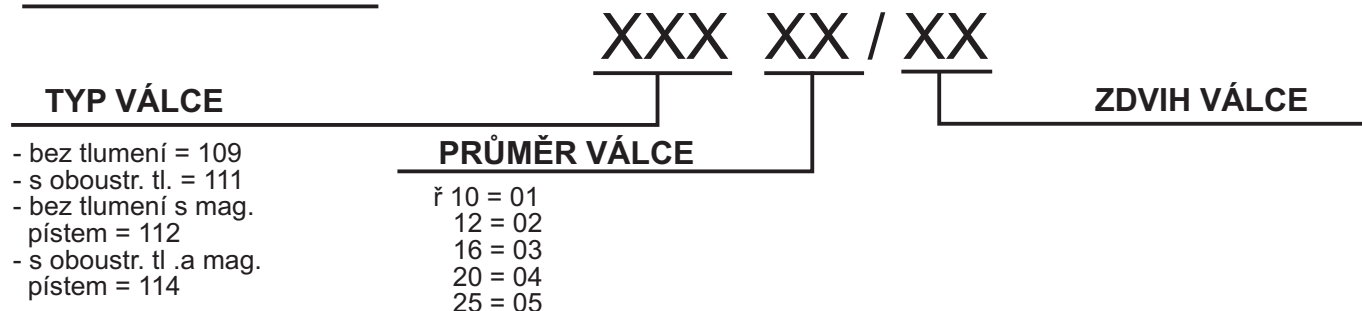 XXX XX / XX
TYP VÁLCE
ZDVIH VÁLCE
- bez tlumení = 109
- s oboustr. tl. = 111
- bez tlumení s mag.
pístem = 112
- s oboustr. tl .a mag.
pístem = 114
PRŮMĚR VÁLCE
ř 10 = 01
12 = 02
16 = 03
20 = 04
25 = 05